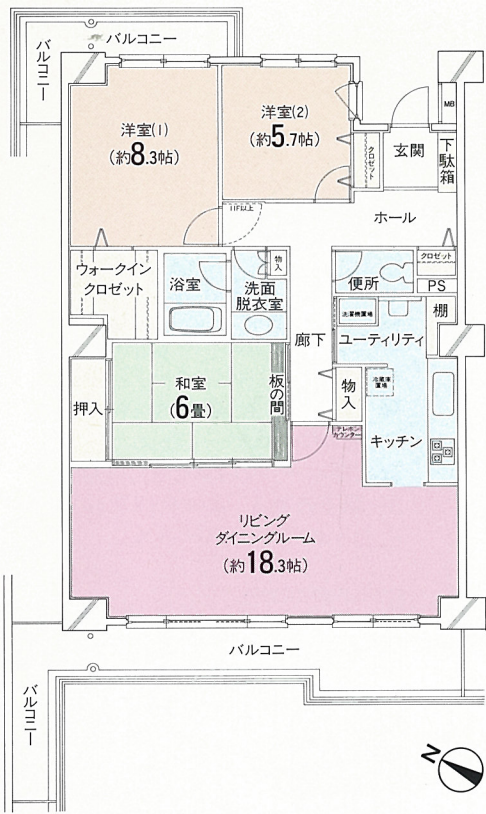 バルコニー
バルコニー
洋室(1)
(約8.3帖)
洋室(2)
(約5.7帖)
クロゼット
玄関
MB
下駄箱
11F以上
ホール
ウォークイン
クロゼット
浴室
洗面
脱衣室
物入
便所
クロゼット
PS
洗濯機置場
棚
ユーティリティ
廊下
押入
和室
(6畳)
板の間
物入
冷蔵庫
置場
キッチン
テレホン
カウンター
リビング
ダイニングルーム
(約18.3帖)
バルコニー
バルコニー
N